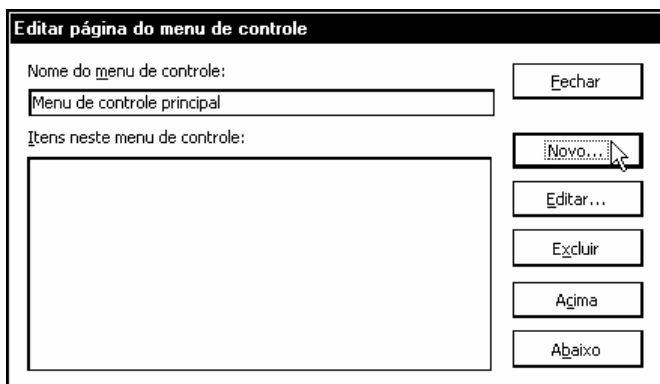 Editar página do menu de controle
Nome do menu de controle:
Fechar
Menu de controle principal
Itens neste menu de controle:
Novo...
Editar...
Excluir
Acima
Abaixo